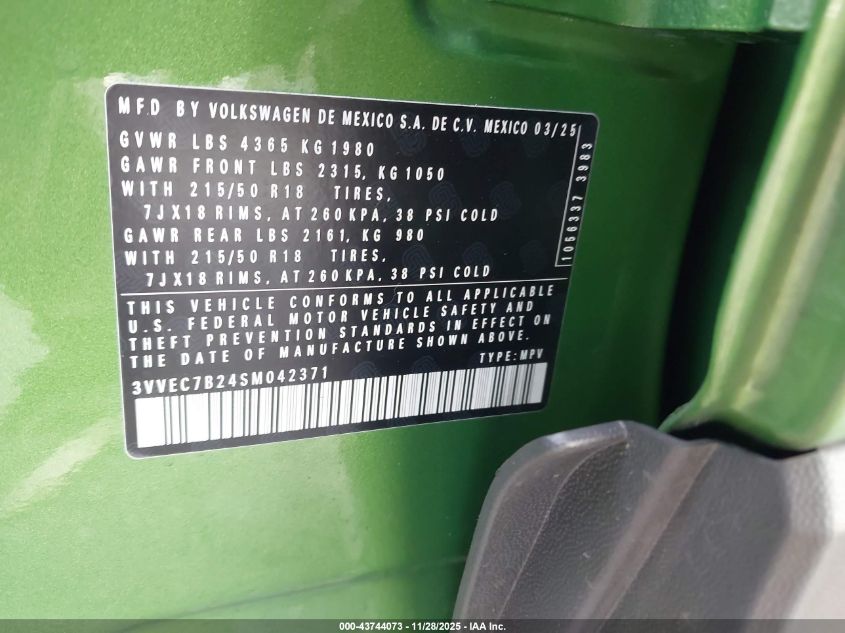 MFD BY VOLKSWAGEN DE MEXICO S.A. DE C.V. MEXICO 03/25
GVWR LBS 4365 KG 1980
GAWR FRONT LBS 2315, KG 1050
WITH 215/50 R18 TIRES,
7JX18 RIMS, AT 260 KPA, 38 PSI COLD
GAWR REAR LBS 2161, KG 980
WITH 215/50 R18 TIRES,
7JX18 RIMS, AT 260 KPA, 38 PSI COLD
1056337 3983
THIS VEHICLE CONFORMS TO ALL APPLICABLE
U.S. FEDERAL MOTOR VEHICLE SAFETY AND
THEFT PREVENTION STANDARDS IN EFFECT ON
THE DATE OF MANUFACTURE SHOWN ABOVE.
3VVEC7B24SM042371 TYPE: MPV
000-43744073 — 11/28/2025 — IAA Inc.